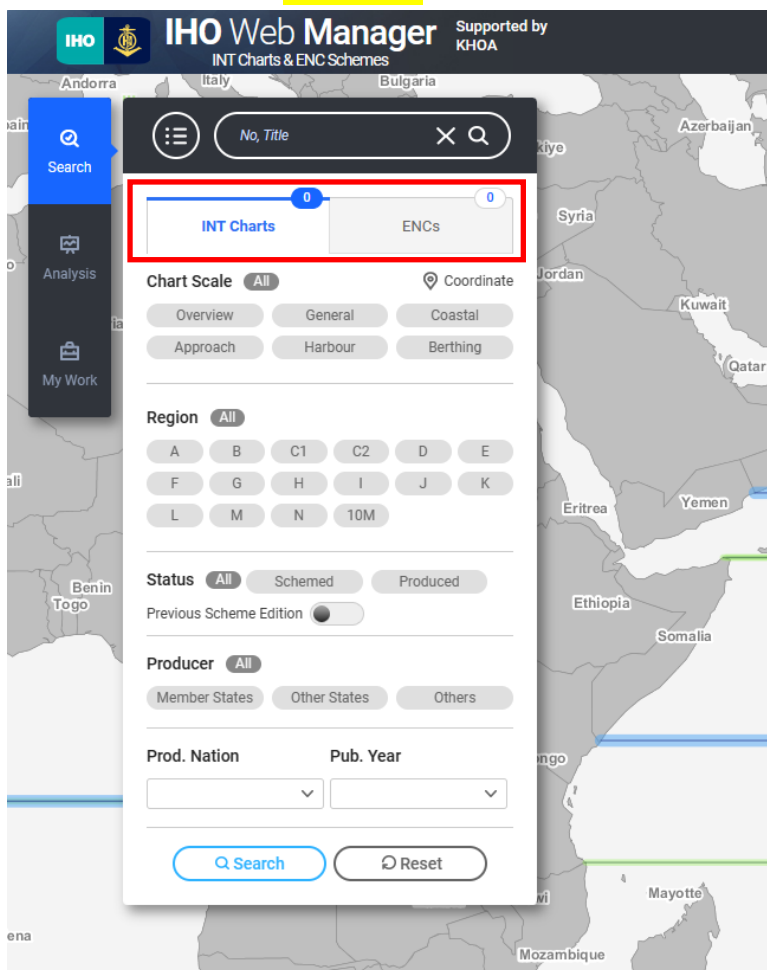 IHO
IHO Web Manager
INT Charts & ENC Schemes
Supported by
KHOA
Andorra
Italy
Bulgaria
Azerbaijan
Search
No, Title
0
0
INT Charts
ENCs
Syria
Analysis
Chart Scale All
Coordinate
Jordan
Overview General Coastal
Kuwait
Approach Harbour Berthing
My Work
Qatar
Region All
A B C1 C2 D E
F G H I J K
L M N 10M
Eritrea
Yemen
Status All Schemed Produced
Benin
Togo
Previous Scheme Edition
Ethiopia
Somalia
Producer All
Member States Other States Others
Prod. Nation Pub. Year
Search Reset
Mayotte
Mozambique